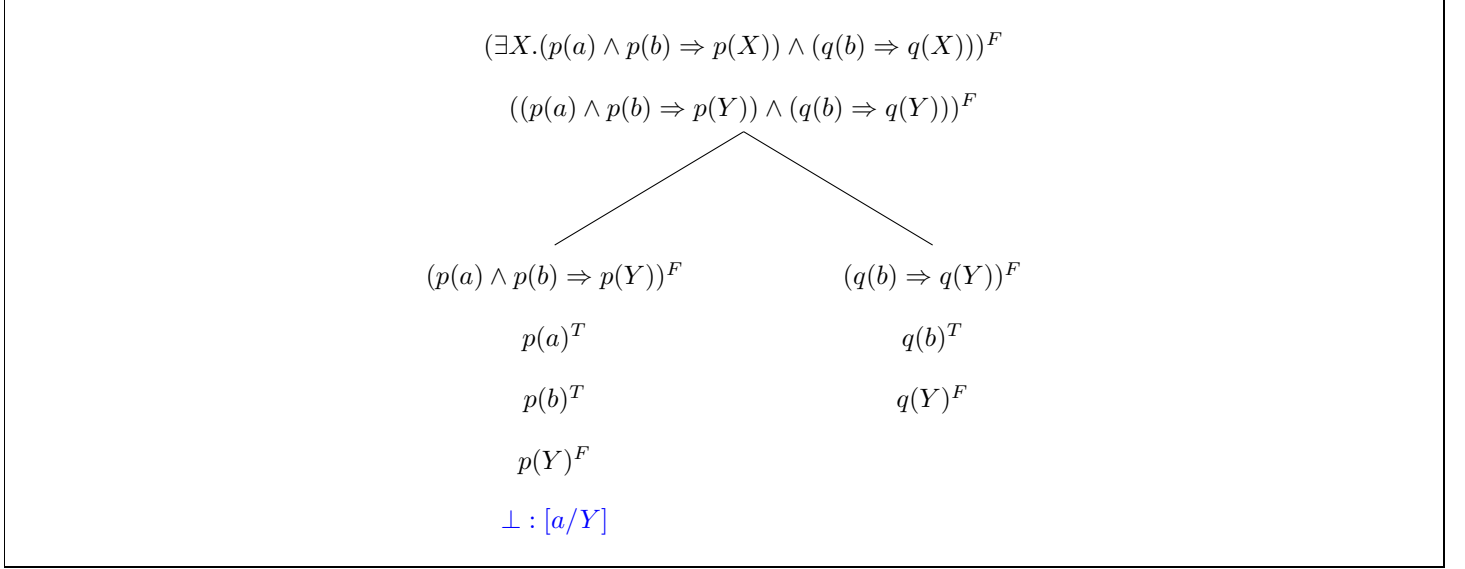 (∃X.(p(a) ∧ p(b) ⇒ p(X)) ∧ (q(b) ⇒ q(X)))^F
((p(a) ∧ p(b) ⇒ p(Y)) ∧ (q(b) ⇒ q(Y)))^F
(p(a) ∧ p(b) ⇒ p(Y))^F (q(b) ⇒ q(Y))^F
p(a)^T q(b)^T
p(b)^T q(Y)^F
p(Y)^F
⊥ : [a/Y]